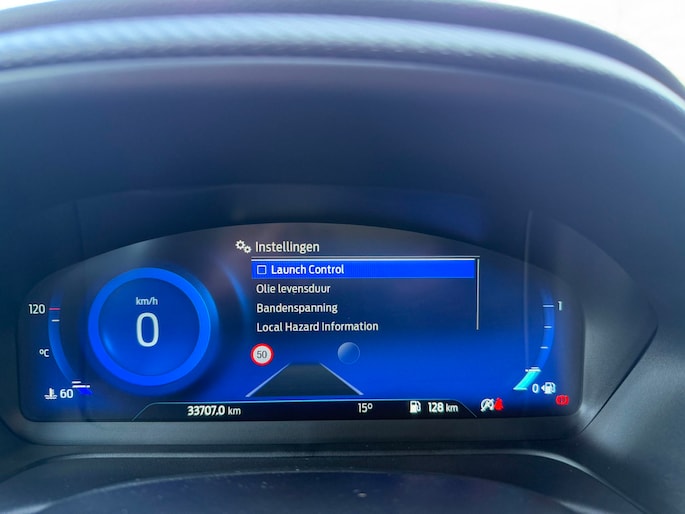 Instellingen
Launch Control
Olie levensduur
Bandenspanning
Local Hazard Information
km/h
0
120
°C
60
50
1
0
33707.0 km
15°
128 km